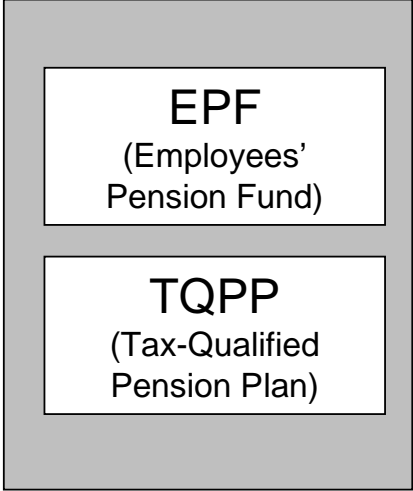 EPF
(Employees’
Pension Fund)
TQPP
(Tax-Qualified
Pension Plan)